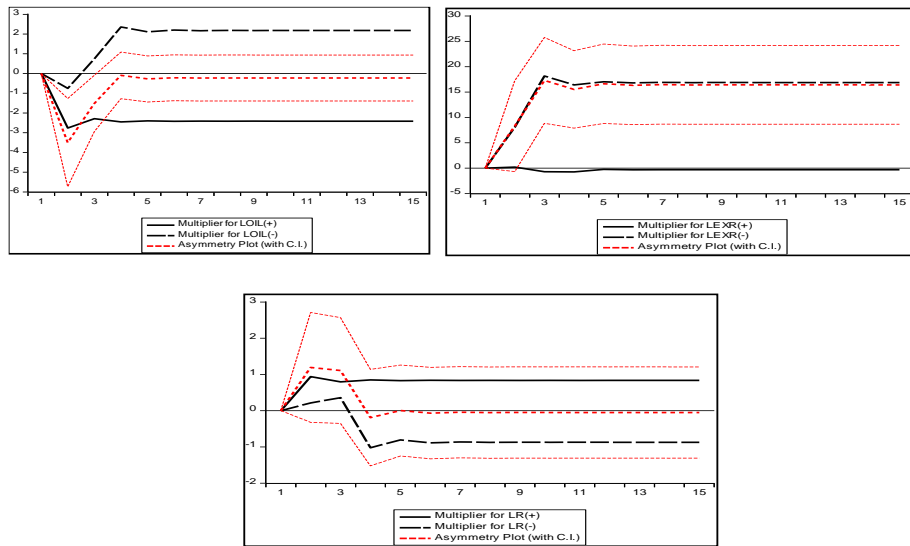 3
2
1
0
-1
-2
-3
-4
-5
-6
1 3 5 7 9 11 13 15
Multiplier for LOIL(+)
Multiplier for LOIL(-)
Asymmetry Plot (with C.I.)
30
25
20
15
10
5
0
-5
1 3 5 7 9 11 13 15
Multiplier for LEXR(+)
Multiplier for LEXR(-)
Asymmetry Plot (with C.I.)
3
2
1
0
-1
-2
1 3 5 7 9 11 13 15
Multiplier for LR(+)
Multiplier for LR(-)
Asymmetry Plot (with C.I.)